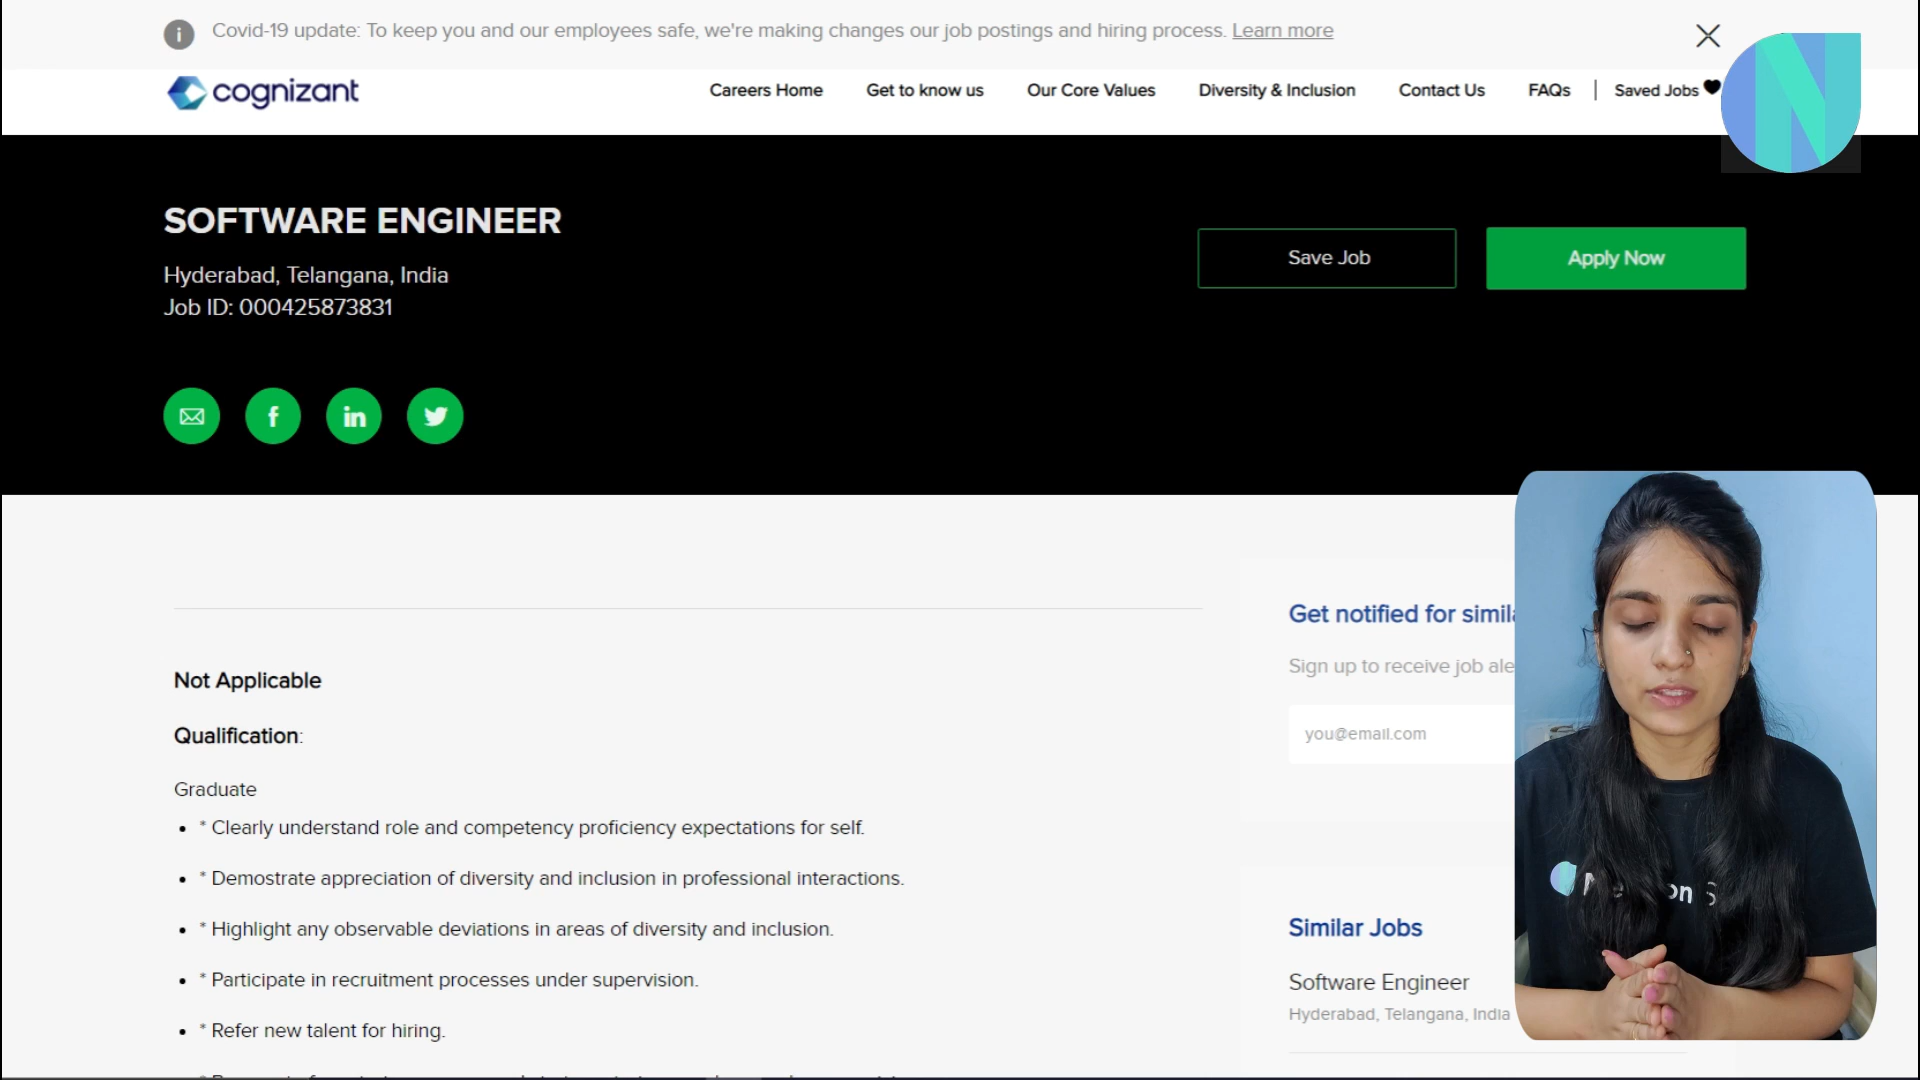 Covid-19 update: To keep you and our employees safe, we're making changes our job postings and hiring process. Learn more
cognizant
Careers Home Get to know us Our Core Values Diversity & Inclusion Contact Us FAQs | Saved Jobs
SOFTWARE ENGINEER
Hyderabad, Telangana, India
Job ID: 000425873831
Save Job
Apply Now
Not Applicable
Qualification:
Graduate
* Clearly understand role and competency proficiency expectations for self.
* Demostrate appreciation of diversity and inclusion in professional interactions.
* Highlight any observable deviations in areas of diversity and inclusion.
* Participate in recruitment processes under supervision.
* Refer new talent for hiring.
Get notified for
Sign up to receive job
you@email.com
Similar Jobs
Software Engineer
Hyderabad, Telangana, India